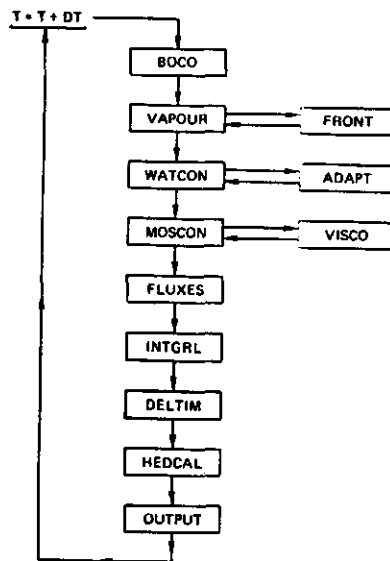 T = T + DT
BOCO
VAPOUR
FRONT
WATCON
ADAPT
MOSCON
VISCO
FLUXES
INTGRL
DELTIM
HEDCAL
OUTPUT